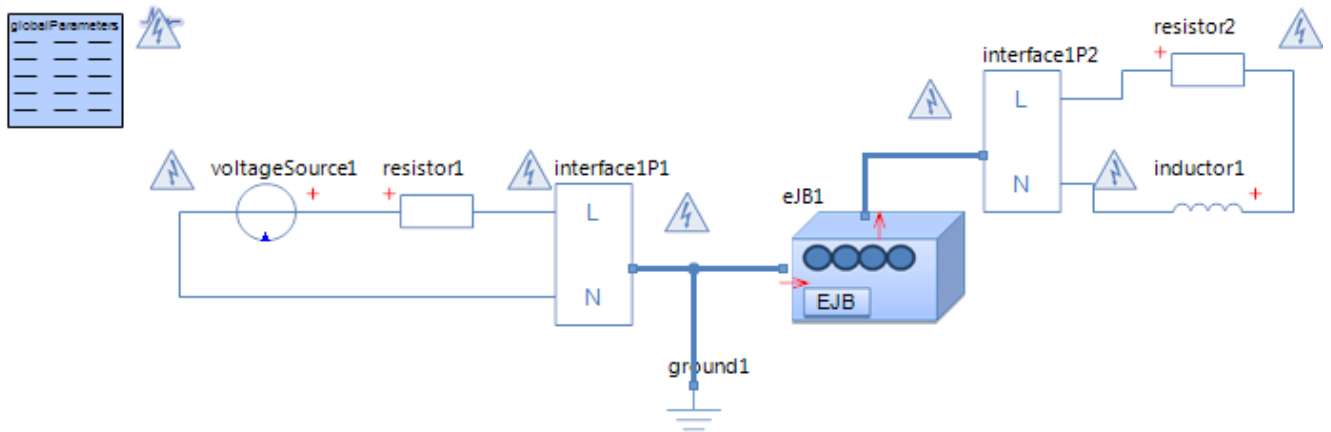 globalParameters
resistor2
interface1P2
L
N
inductor1
voltageSource1
resistor1
interface1P1
L
N
eJB1
EJB
ground1